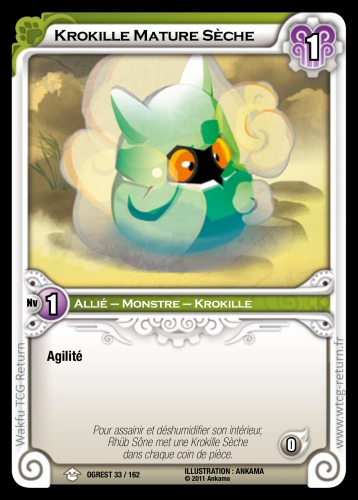 Krokille Mature Sèche
1
Nv 1 Allié – Monstre – Krokille
Agilité
Pour assainir et déshumidifier son intérieur,
Rhüb Sône met une Krokille Sèche
dans chaque coin de pièce.
0
OGREST 33 / 162
ILLUSTRATION : ANKAMA
© 2011 Ankama
Wakfu TCG Return
www.wtcg-return.fr